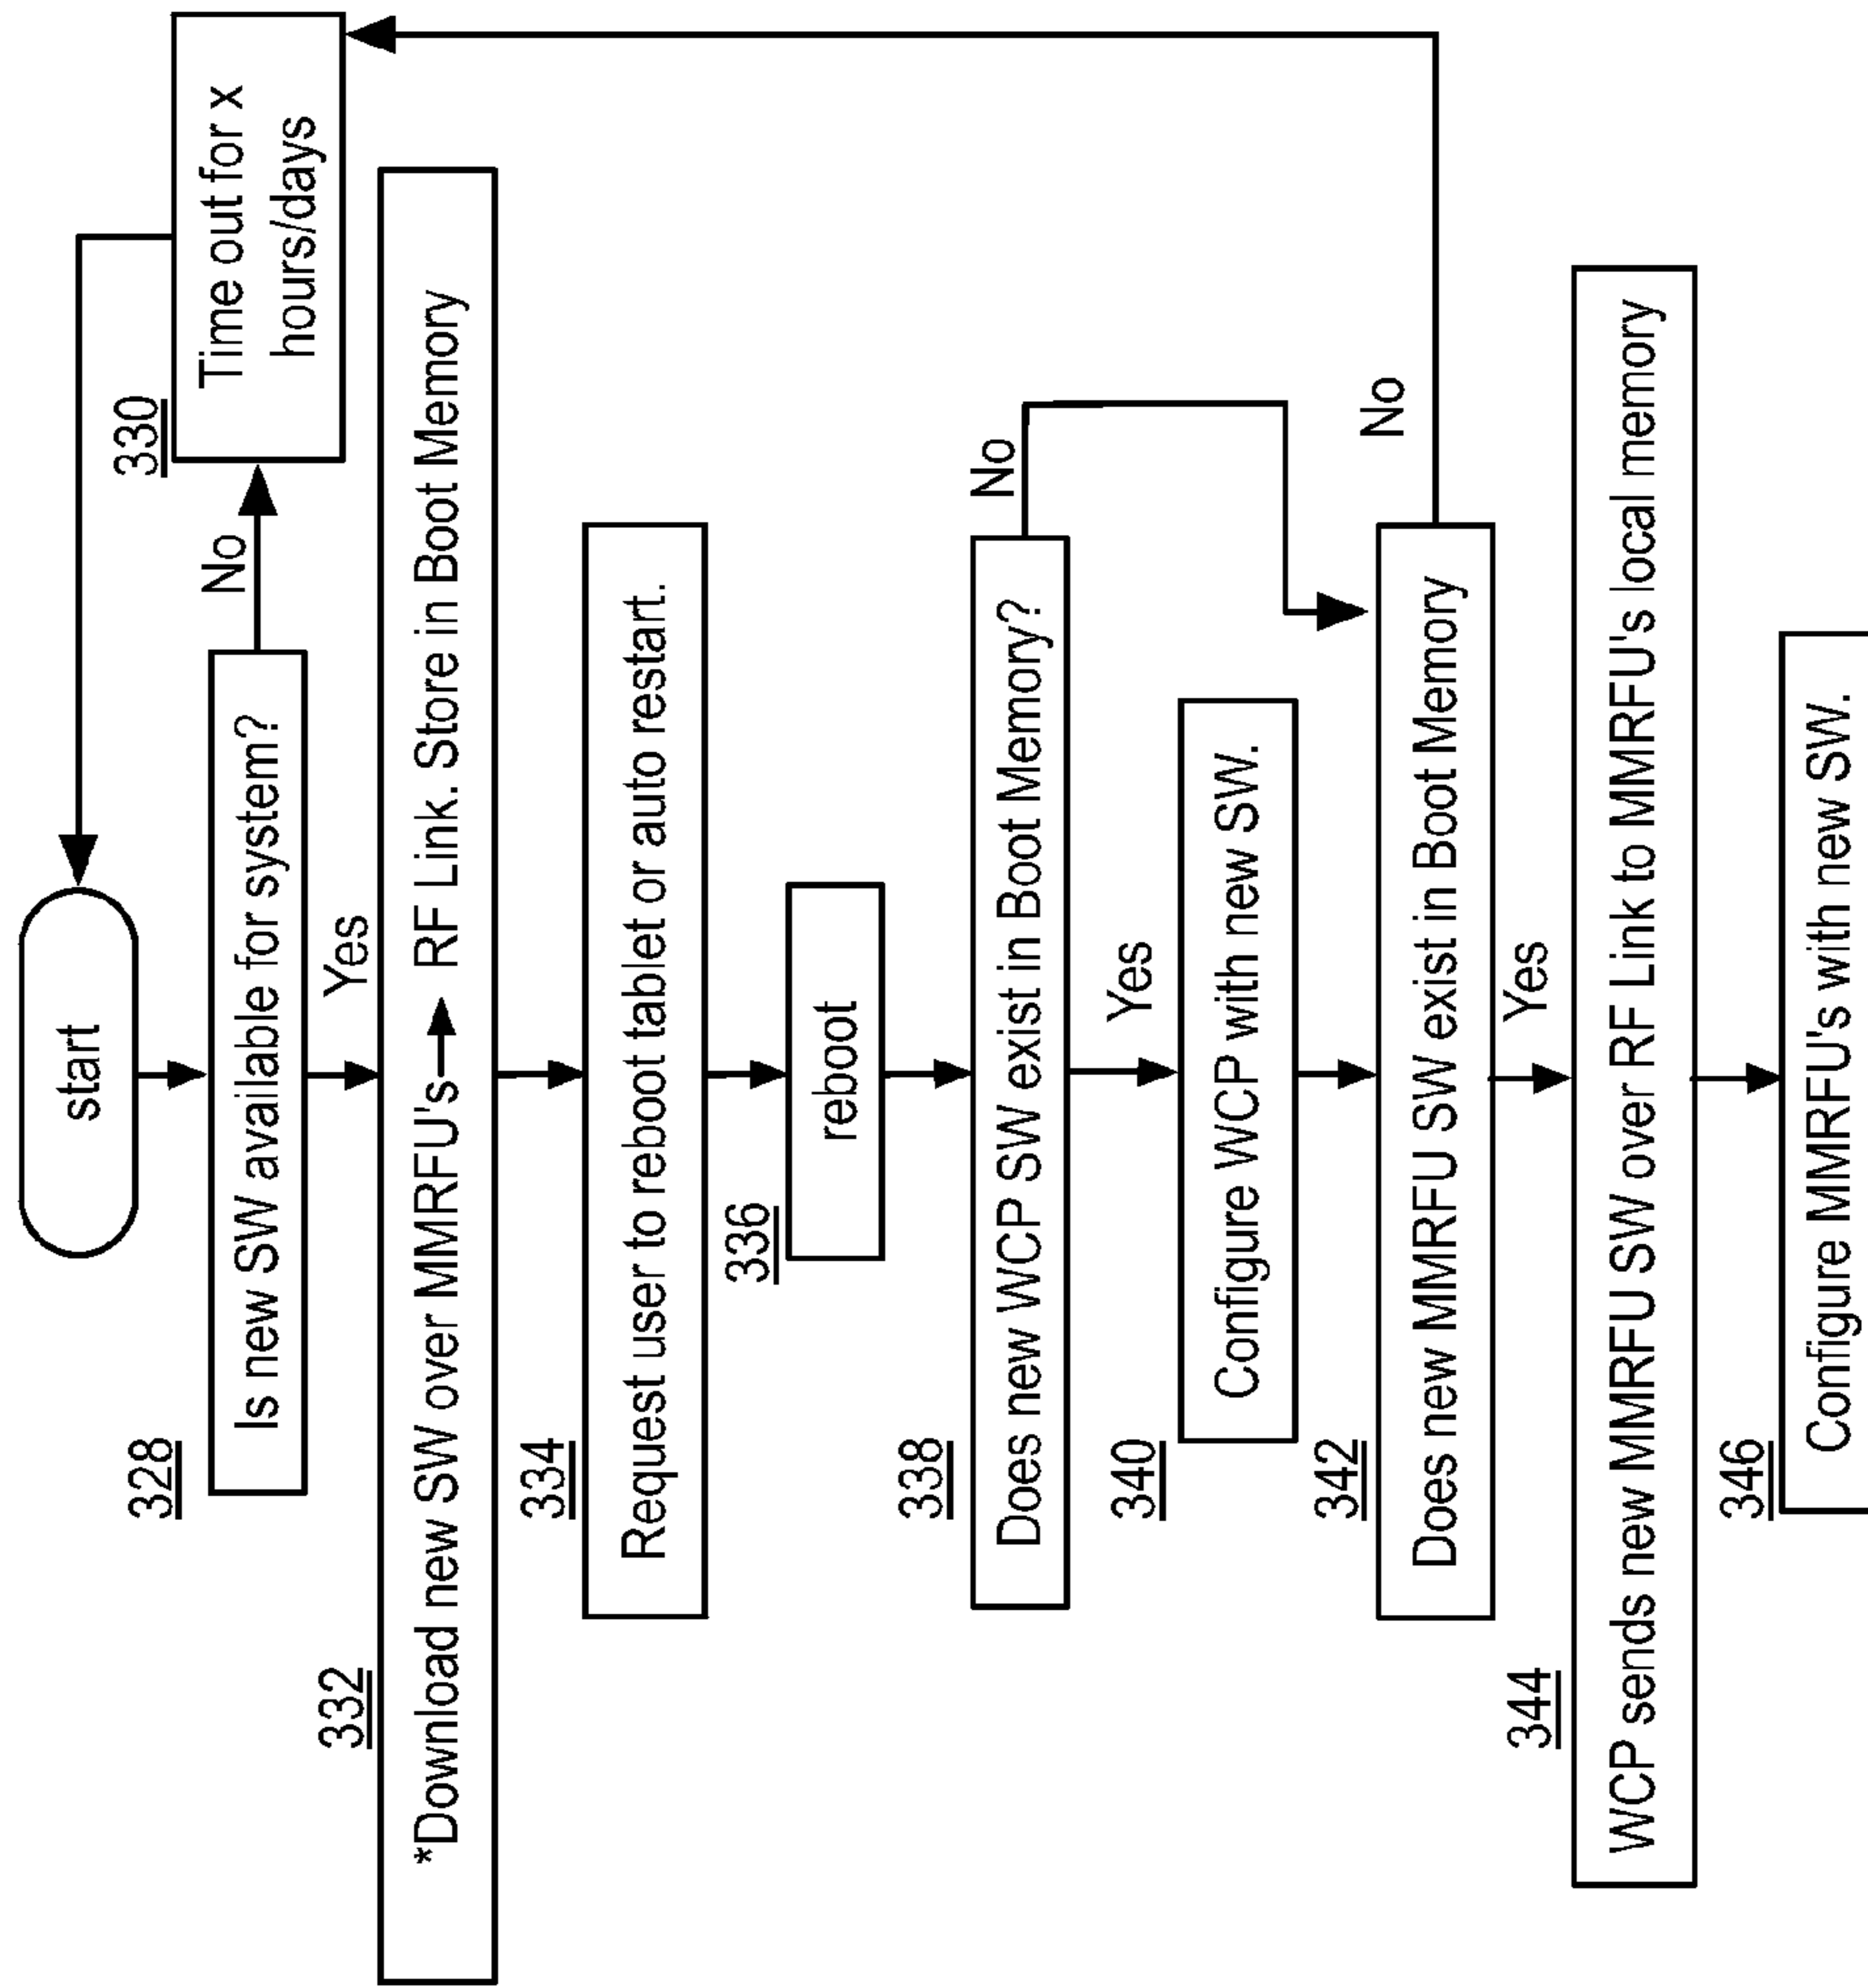 start
328
Is new SW available for system?
No
330
Time out for x
hours/days
Yes
332
*Download new SW over MMRFU's→ RF Link. Store in Boot Memory
334
Request user to reboot tablet or auto restart.
336
reboot
338
Does new WCP SW exist in Boot Memory?
No
Yes
340
Configure WCP with new SW.
342
Does new MMRFU SW exist in Boot Memory
No
Yes
344
WCP sends new MMRFU SW over RF Link to MMRFU's local memory
346
Configure MMRFU's with new SW.